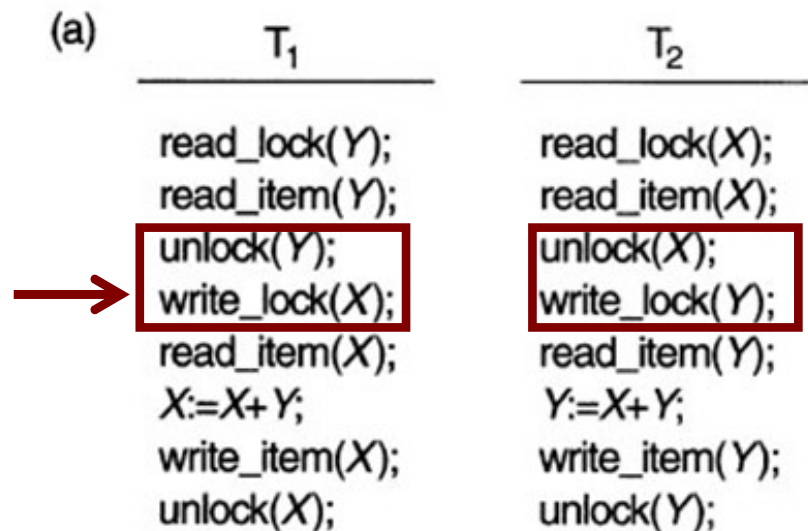 (a)
T₁
read_lock(Y);
read_item(Y);
unlock(Y);
write_lock(X);
read_item(X);
X:=X+Y;
write_item(X);
unlock(X);
T₂
read_lock(X);
read_item(X);
unlock(X);
write_lock(Y);
read_item(Y);
Y:=X+Y;
write_item(Y);
unlock(Y);